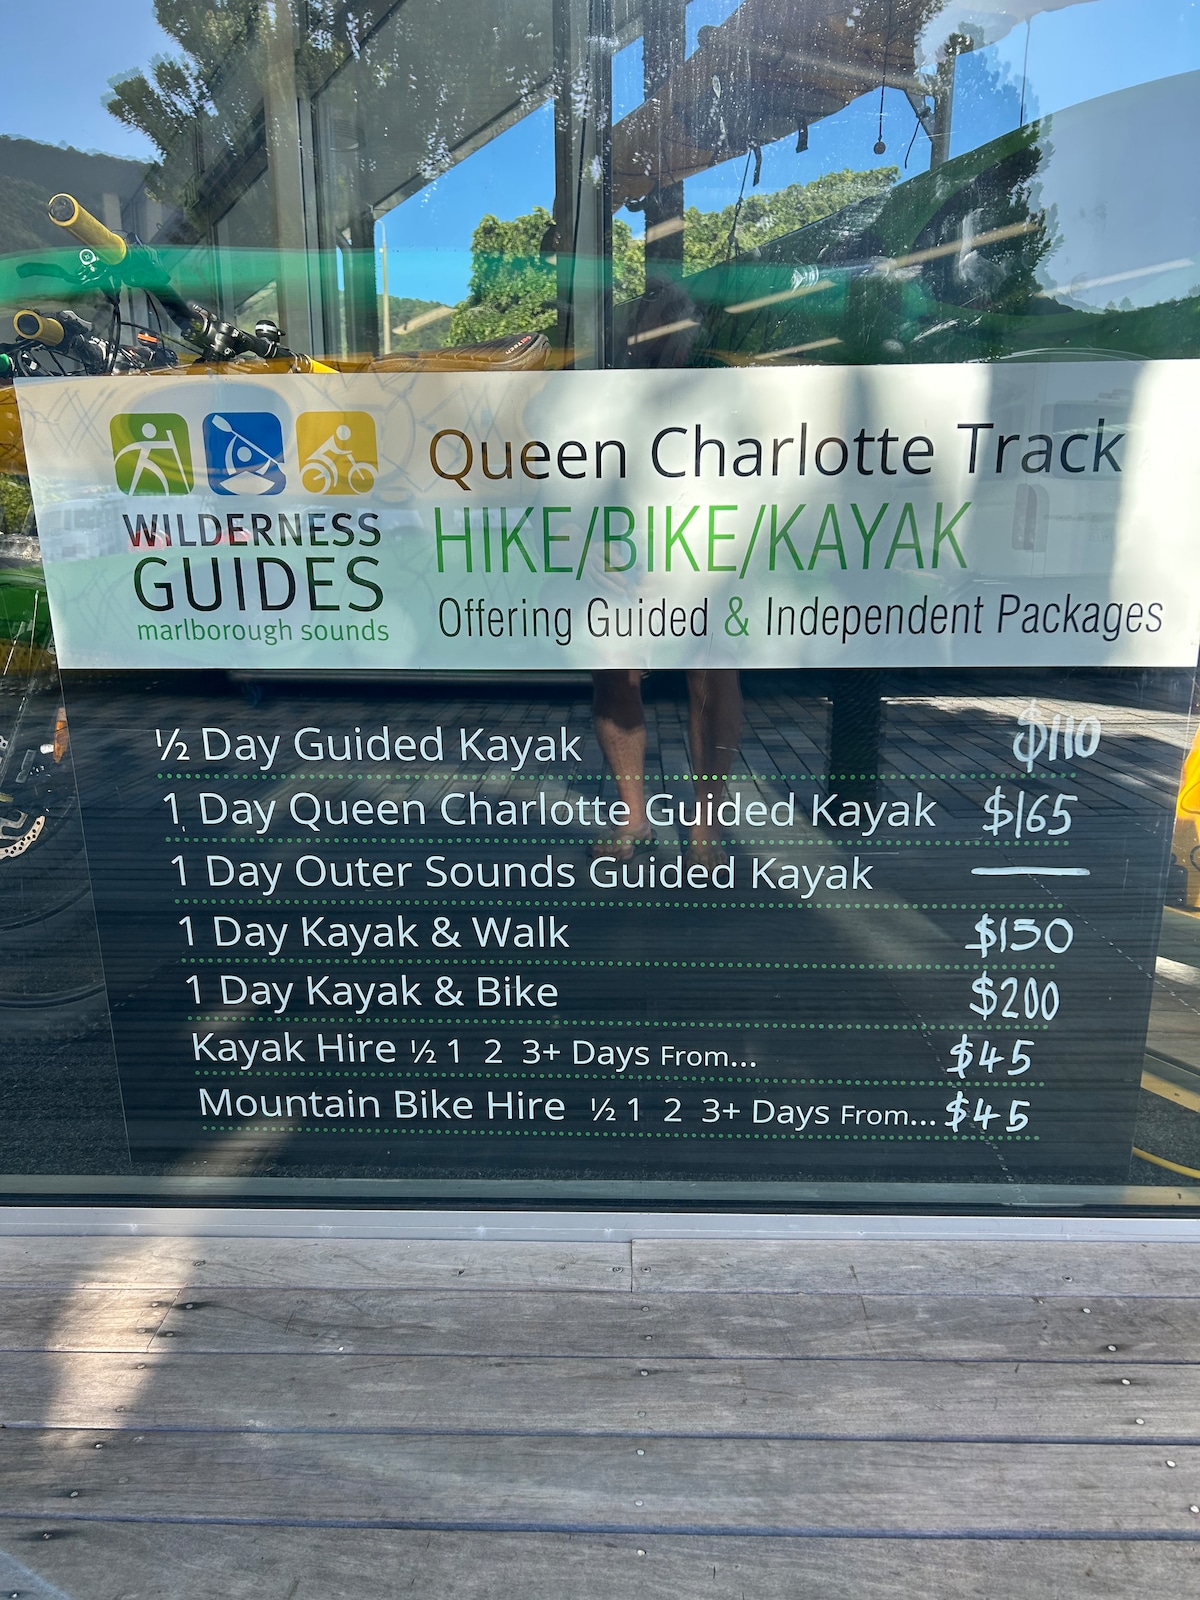 WILDERNESS
GUIDES
marlborough sounds
Queen Charlotte Track
HIKE/BIKE/KAYAK
Offering Guided & Independent Packages
½ Day Guided Kayak $110
1 Day Queen Charlotte Guided Kayak $165
1 Day Outer Sounds Guided Kayak —
1 Day Kayak & Walk $150
1 Day Kayak & Bike $200
Kayak Hire ½ 1 2 3+ Days From... $45
Mountain Bike Hire ½ 1 2 3+ Days From... $45